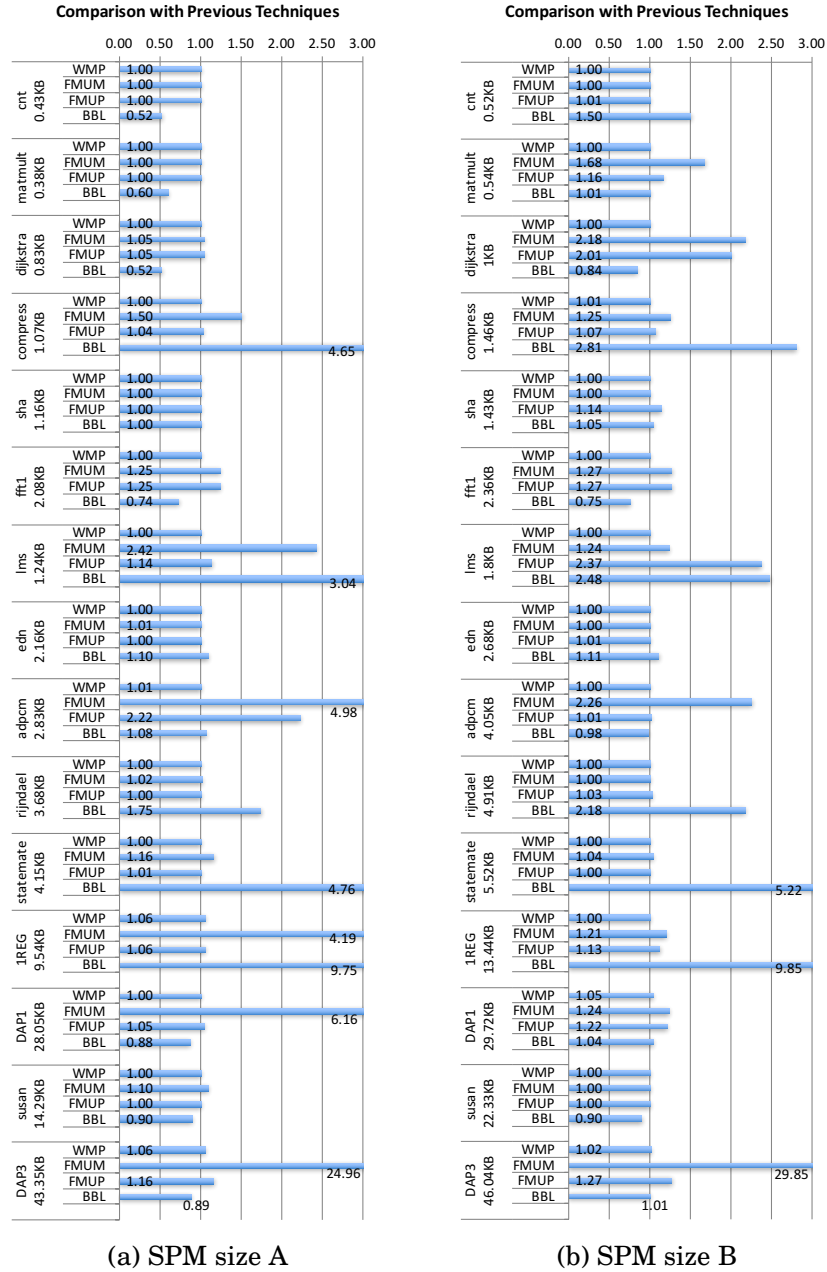 Comparison with Previous Techniques
0.00 0.50 1.00 1.50 2.00 2.50 3.00
cnt
0.43KB
WMP 1.00
FMUM 1.00
FMUP 1.00
BBL 0.52
matmult
0.38KB
WMP 1.00
FMUM 1.00
FMUP 1.00
BBL 0.60
dijkstra
0.83KB
WMP 1.00
FMUM 1.05
FMUP 1.05
BBL 0.52
compress
1.07KB
WMP 1.00
FMUM 1.50
FMUP 1.04
BBL 4.65
sha
1.16KB
WMP 1.00
FMUM 1.00
FMUP 1.00
BBL 1.00
fft1
2.08KB
WMP 1.00
FMUM 1.25
FMUP 1.25
BBL 0.74
lms
1.24KB
WMP 1.00
FMUM 2.42
FMUP 1.14
BBL 3.04
edn
2.16KB
WMP 1.00
FMUM 1.01
FMUP 1.00
BBL 1.10
adpcm
2.83KB
WMP 1.01
FMUM 4.98
FMUP 2.22
BBL 1.08
rijndael
3.68KB
WMP 1.00
FMUM 1.02
FMUP 1.00
BBL 1.75
statemate
4.15KB
WMP 1.00
FMUM 1.16
FMUP 1.01
BBL 4.76
1REG
9.54KB
WMP 1.06
FMUM 4.19
FMUP 1.06
BBL 9.75
DAP1
28.05KB
WMP 1.00
FMUM 6.16
FMUP 1.05
BBL 0.88
susan
14.29KB
WMP 1.00
FMUM 1.10
FMUP 1.00
BBL 0.90
DAP3
43.35KB
WMP 1.06
FMUM 24.96
FMUP 1.16
BBL 0.89
(a) SPM size A
Comparison with Previous Techniques
0.00 0.50 1.00 1.50 2.00 2.50 3.00
cnt
0.52KB
WMP 1.00
FMUM 1.00
FMUP 1.01
BBL 1.50
matmult
0.54KB
WMP 1.00
FMUM 1.68
FMUP 1.16
BBL 1.01
dijkstra
1KB
WMP 1.00
FMUM 2.18
FMUP 2.01
BBL 0.84
compress
1.46KB
WMP 1.01
FMUM 1.25
FMUP 1.07
BBL 2.81
sha
1.43KB
WMP 1.00
FMUM 1.00
FMUP 1.14
BBL 1.05
fft1
2.36KB
WMP 1.00
FMUM 1.27
FMUP 1.27
BBL 0.75
lms
1.8KB
WMP 1.00
FMUM 1.24
FMUP 2.37
BBL 2.48
edn
2.68KB
WMP 1.00
FMUM 1.00
FMUP 1.01
BBL 1.11
adpcm
4.05KB
WMP 1.00
FMUM 2.26
FMUP 1.01
BBL 0.98
rijndael
4.91KB
WMP 1.00
FMUM 1.00
FMUP 1.03
BBL 2.18
statemate
5.52KB
WMP 1.00
FMUM 1.04
FMUP 1.00
BBL 5.22
1REG
13.44KB
WMP 1.00
FMUM 1.21
FMUP 1.13
BBL 9.85
DAP1
29.72KB
WMP 1.05
FMUM 1.24
FMUP 1.22
BBL 1.04
susan
22.33KB
WMP 1.00
FMUM 1.00
FMUP 1.00
BBL 0.90
DAP3
46.04KB
WMP 1.02
FMUM 29.85
FMUP 1.27
BBL 1.01
(b) SPM size B